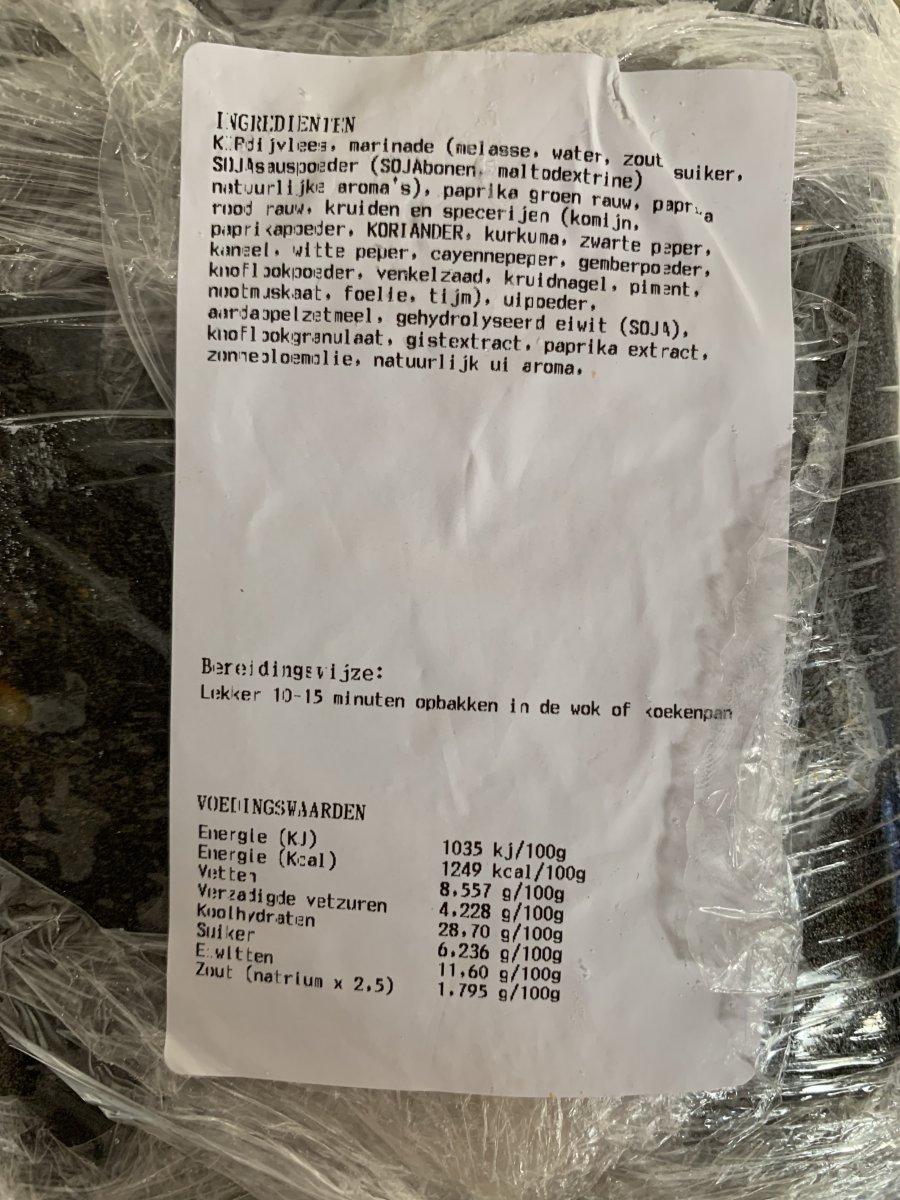 INGREDIENTEN
KIPdijvlees, marinade (melasse, water, zout suiker,
SOJAsauspoeder (SOJAbonen, maltodextrine)
natuurlijke aroma's), paprika groen rauw, paprika
rood rauw, kruiden en specerijen (komijn,
paprikapoeder, KORIANDER, kurkuma, zwarte peper,
kaneel, witte peper, cayennepeper, gemberpoeder,
knoflookpoeder, venkelzaad, kruidnagel, piment,
nootmuskaat, foelie, tijm), uipoeder,
aardappelzetmeel, gehydrolyseerd eiwit (SOJA),
knoflookgranulaat, gistextract, paprika extract,
zonnebloemolie, natuurlijk ui aroma,
Bereidingsvijze:
Lekker 10-15 minuten opbakken in de wok of koekenpan
VOEDINGSWAARDEN
Energie (KJ) 1035 kj/100g
Energie (Kcal) 1249 kcal/100g
Vetten 8,557 g/100g
Verzadigde vetzuren 4,228 g/100g
Koolhydraten 28,70 g/100g
Suiker 6,236 g/100g
Eiwitten 11,60 g/100g
Zout (natrium x 2,5) 1,795 g/100g